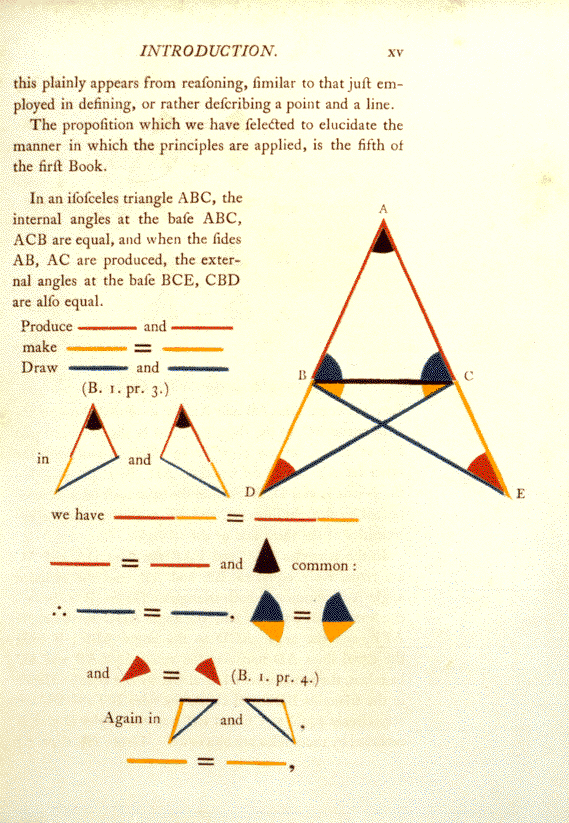 INTRODUCTION. xv
this plainly appears from reaſoning, ſimilar to that juſt em-
ployed in defining, or rather deſcribing a point and a line.
The propoſition which we have ſelected to elucidate the
manner in which the principles are applied, is the fifth of
the firſt Book.
In an iſoſceles triangle ABC, the
internal angles at the baſe ABC,
ACB are equal, and when the ſides
AB, AC are produced, the exter-
nal angles at the baſe BCE, CBD
are alſo equal.
Produce and
make =
Draw and
(B. 1. pr. 3.)
in and
A
B
C
D
E
we have =
= and common :
∴ = , =
and = (B. 1. pr. 4.)
Again in and ,
= ,